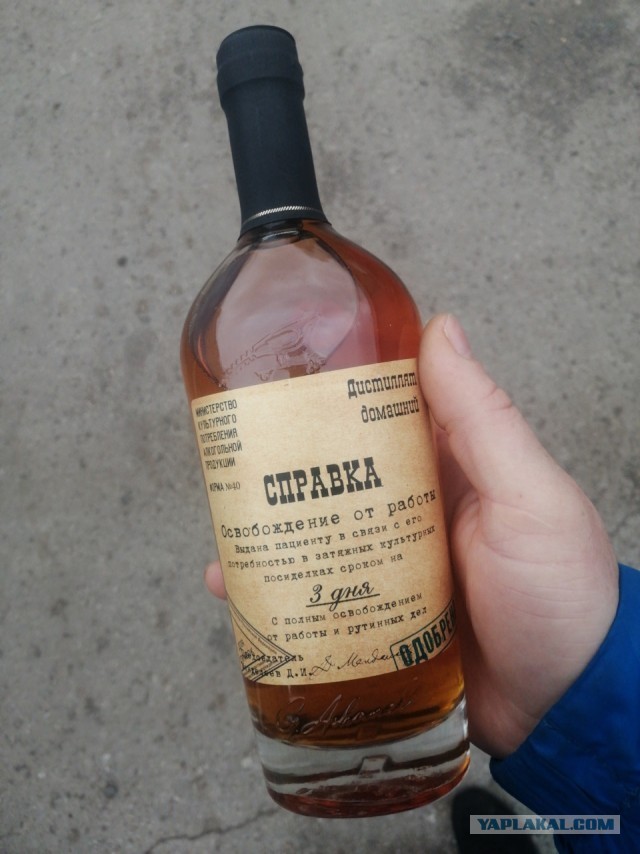 МИНИСТЕРСТВО
КУЛЬТУРНОГО
ПОТРЕБЛЕНИЯ
АЛКОГОЛЬНОЙ
ПРОДУКЦИИ
ФОРМА №40
Дистиллят
домашний
СПРАВКА
Освобождение от работы
Выдана пациенту в связи с его
потребностью в затяжных культурных
посиделках сроком на
3 дня
С полным освобождением
от работы и рутинных дел
Д.И.
ОДОБРЕН
YAPLAKAL.COM